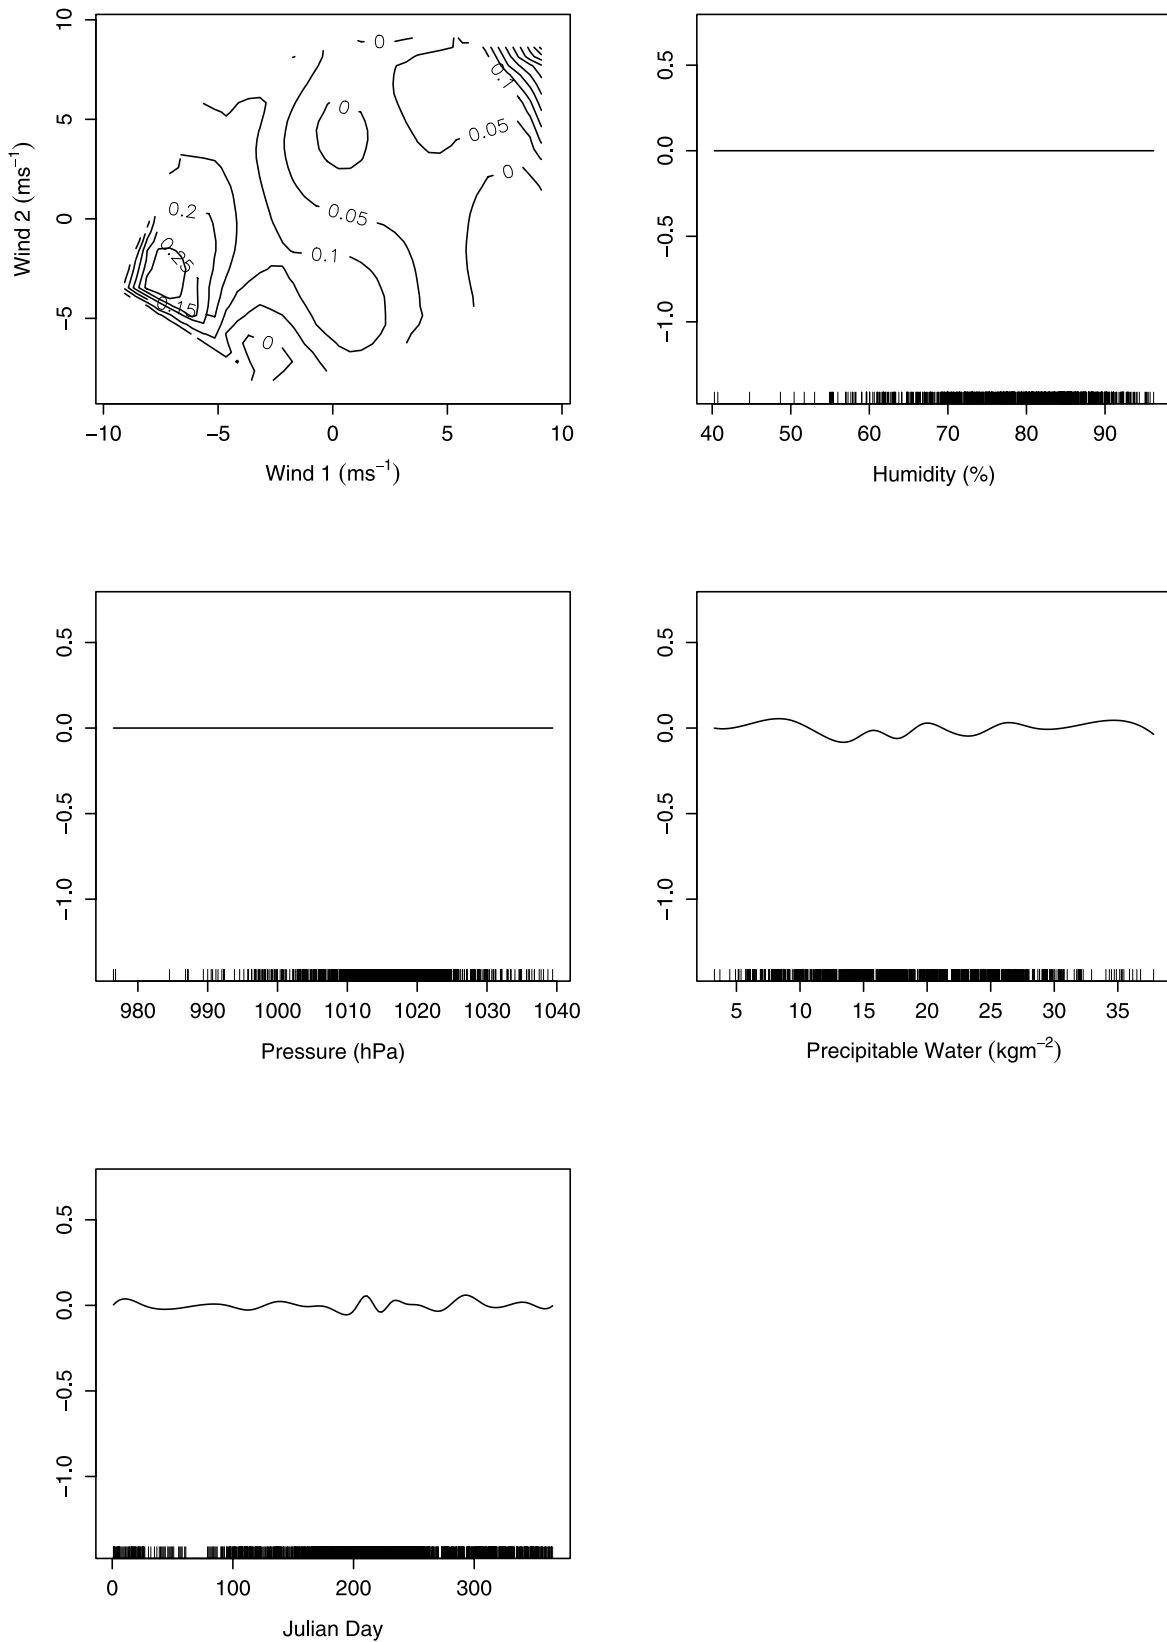 10
5
0
−5
Wind 2 (ms⁻¹)
0
0.1
0
0.05
0
0.2
0.05
0.1
0.25
0.15
0
−10 −5 0 5 10
Wind 1 (ms⁻¹)
0.5
0.0
−0.5
−1.0
40 50 60 70 80 90
Humidity (%)
0.5
0.0
−0.5
−1.0
980 990 1000 1010 1020 1030 1040
Pressure (hPa)
0.5
0.0
−0.5
−1.0
5 10 15 20 25 30 35
Precipitable Water (kgm⁻²)
0.5
0.0
−0.5
−1.0
0 100 200 300
Julian Day